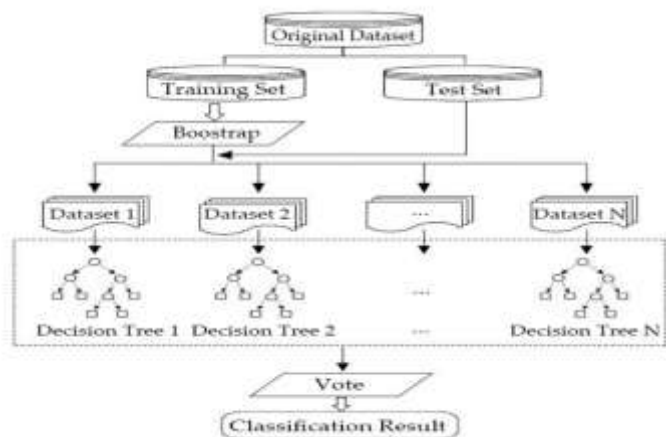 Original Dataset
Training Set
Test Set
Boostrap
Dataset 1
Dataset 2
...
Dataset N
...
Decision Tree 1
Decision Tree 2
...
Decision Tree N
Vote
Classification Result